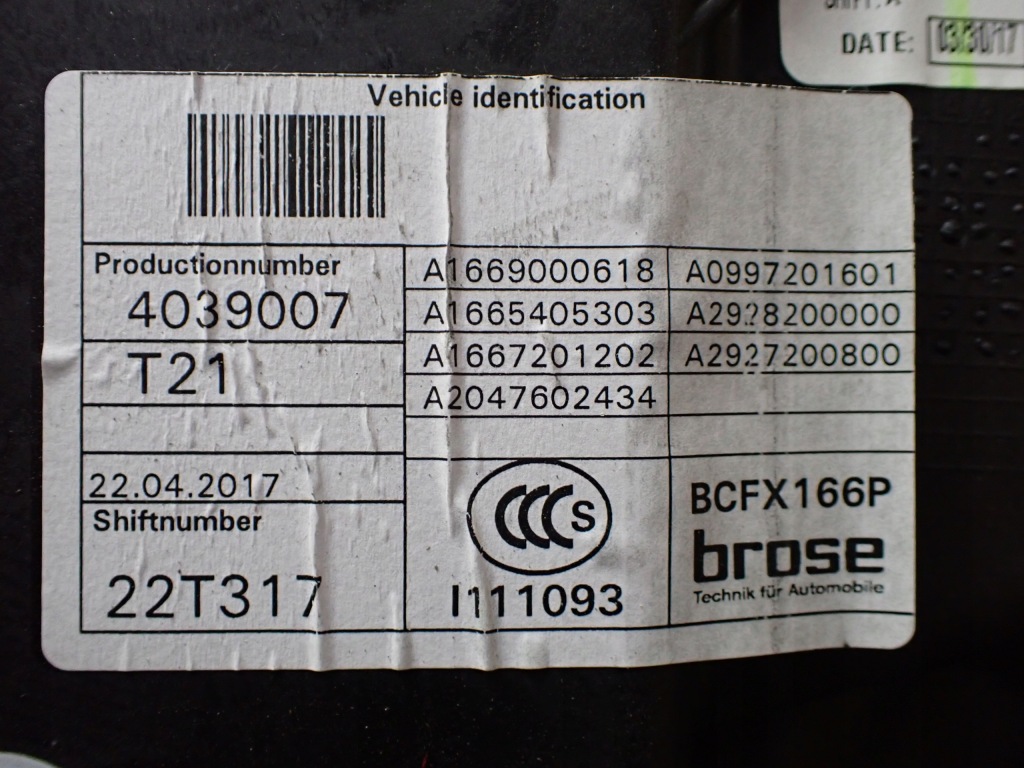 DATE: 03/30/17
Vehicle identification
Productionnumber
4039007
T21
22.04.2017
Shiftnumber
22T317
A1669000618 A0997201601
A1665405303 A2928200000
A1667201202 A2927200800
A2047602434
CCC S
I111093
BCFX166P
brose
Technik für Automobile